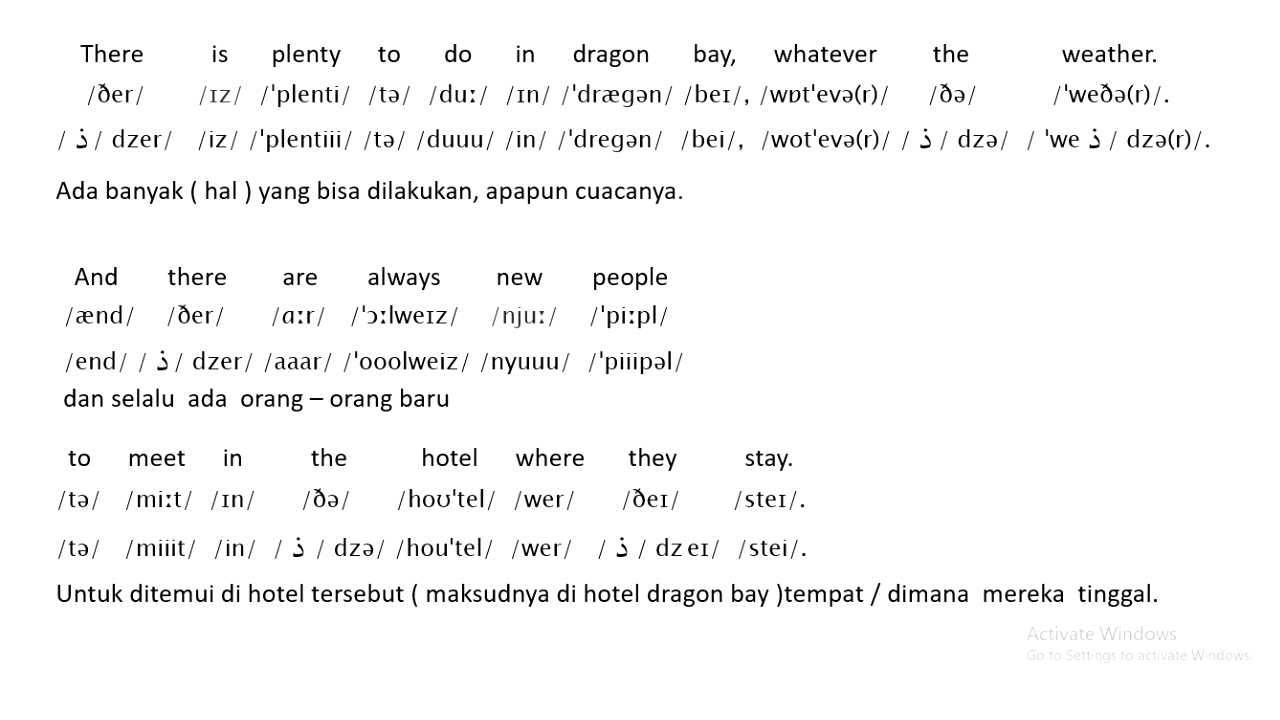 There is plenty to do in dragon bay, whatever the weather.
/ðer/ /ɪz/ /ˈplenti/ /tə/ /duː/ /ɪn/ /ˈdræɡən/ /beɪ/, /wɒtˈevə(r)/ /ðə/ /ˈweðə(r)/.
/ ذ / dzer/ /iz/ /ˈplentiii/ /tə/ /duuu/ /in/ /ˈdregən/ /bei/, /wotˈevə(r)/ / ذ / dzə/ / ˈwe ذ / dzə(r)/.
Ada banyak ( hal ) yang bisa dilakukan, apapun cuacanya.
And there are always new people
/ænd/ /ðer/ /ɑːr/ /ˈɔːlweɪz/ /njuː/ /ˈpiːpl/
/end/ / ذ / dzer/ /aaar/ /ˈooolweiz/ /nyuuu/ /ˈpiiipəl/
dan selalu ada orang – orang baru
to meet in the hotel where they stay.
/tə/ /miːt/ /ɪn/ /ðə/ /hoʊˈtel/ /wer/ /ðeɪ/ /steɪ/.
/tə/ /miiit/ /in/ / ذ / dzə/ /houˈtel/ /wer/ / ذ / dz eɪ/ /stei/.
Untuk ditemui di hotel tersebut ( maksudnya di hotel dragon bay )tempat / dimana mereka tinggal.
Activate Windows
Go to Settings to activate Windows.